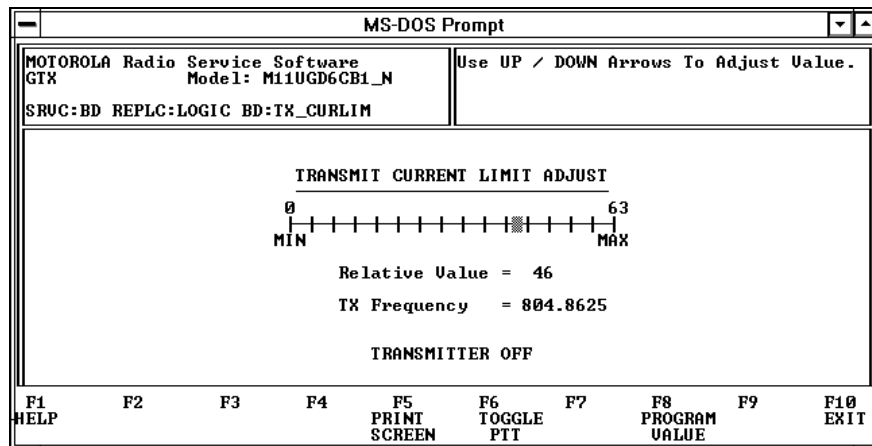 MS-DOS Prompt
MOTOROLA Radio Service Software
GTX Model: M11UGD6CB1_N
SRVC:BD REPLC:LOGIC BD:TX_CURLIM
Use UP / DOWN Arrows To Adjust Value.
TRANSMIT CURRENT LIMIT ADJUST
0 63
MIN MAX
Relative Value = 46
TX Frequency = 804.8625
TRANSMITTER OFF
F1 F2 F3 F4 F5 F6 F7 F8 F9 F10
HELP PRINT TOGGLE PROGRAM EXIT
SCREEN PTT VALUE